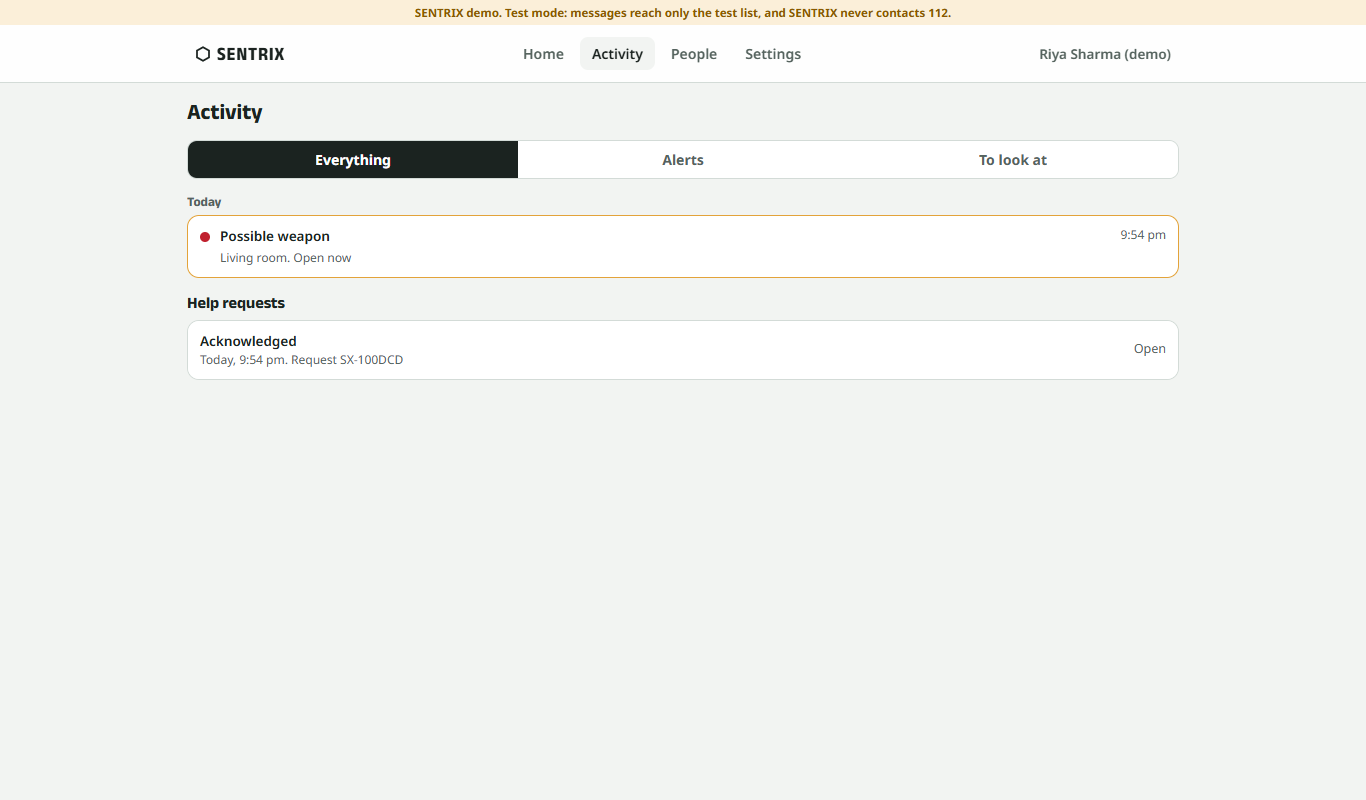 SENTRIX demo. Test mode: messages reach only the test list, and SENTRIX never contacts 112.
SENTRIX
Home
Activity
People
Settings
Riya Sharma (demo)
Activity
Everything
Alerts
To look at
Today
Possible weapon
9:54 pm
Living room. Open now
Help requests
Acknowledged
Today, 9:54 pm. Request SX-100DCD
Open